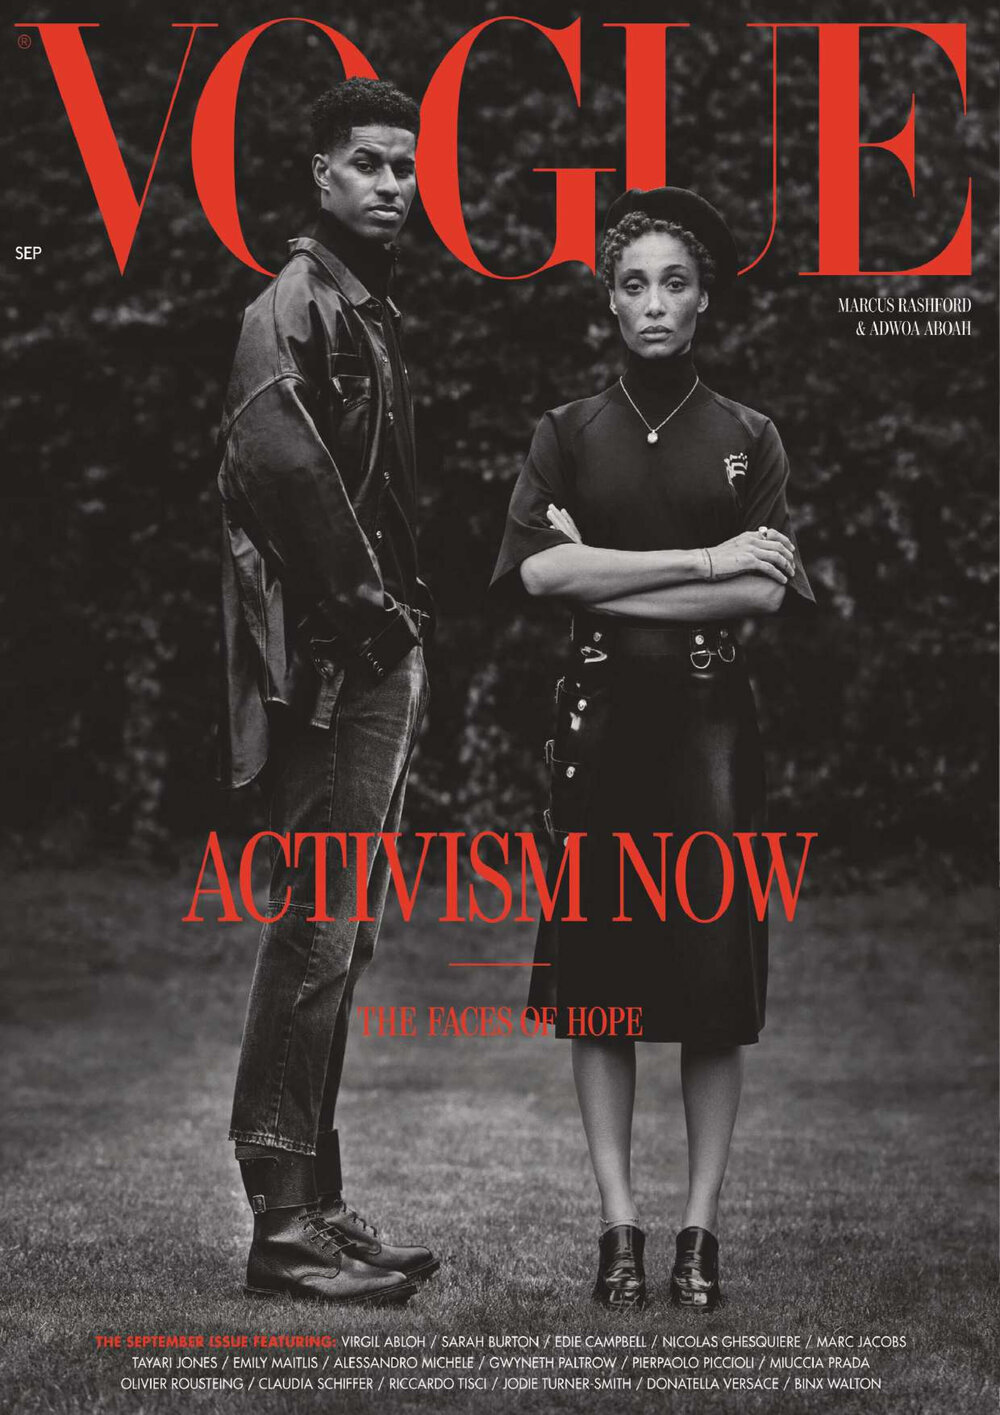 VOGUE
®
SEP
MARCUS RASHFORD
& ADWOA ABOAH
ACTIVISM NOW
THE FACES OF HOPE
THE SEPTEMBER ISSUE FEATURING: VIRGIL ABLOH / SARAH BURTON / EDIE CAMPBELL / NICOLAS GHESQUIERE / MARC JACOBS
TAYARI JONES / EMILY MAITLIS / ALESSANDRO MICHELE / GWYNETH PALTROW / PIERPAOLO PICCIOLI / MIUCCIA PRADA
OLIVIER ROUSTEING / CLAUDIA SCHIFFER / RICCARDO TISCI / JODIE TURNER-SMITH / DONATELLA VERSACE / BINX WALTON